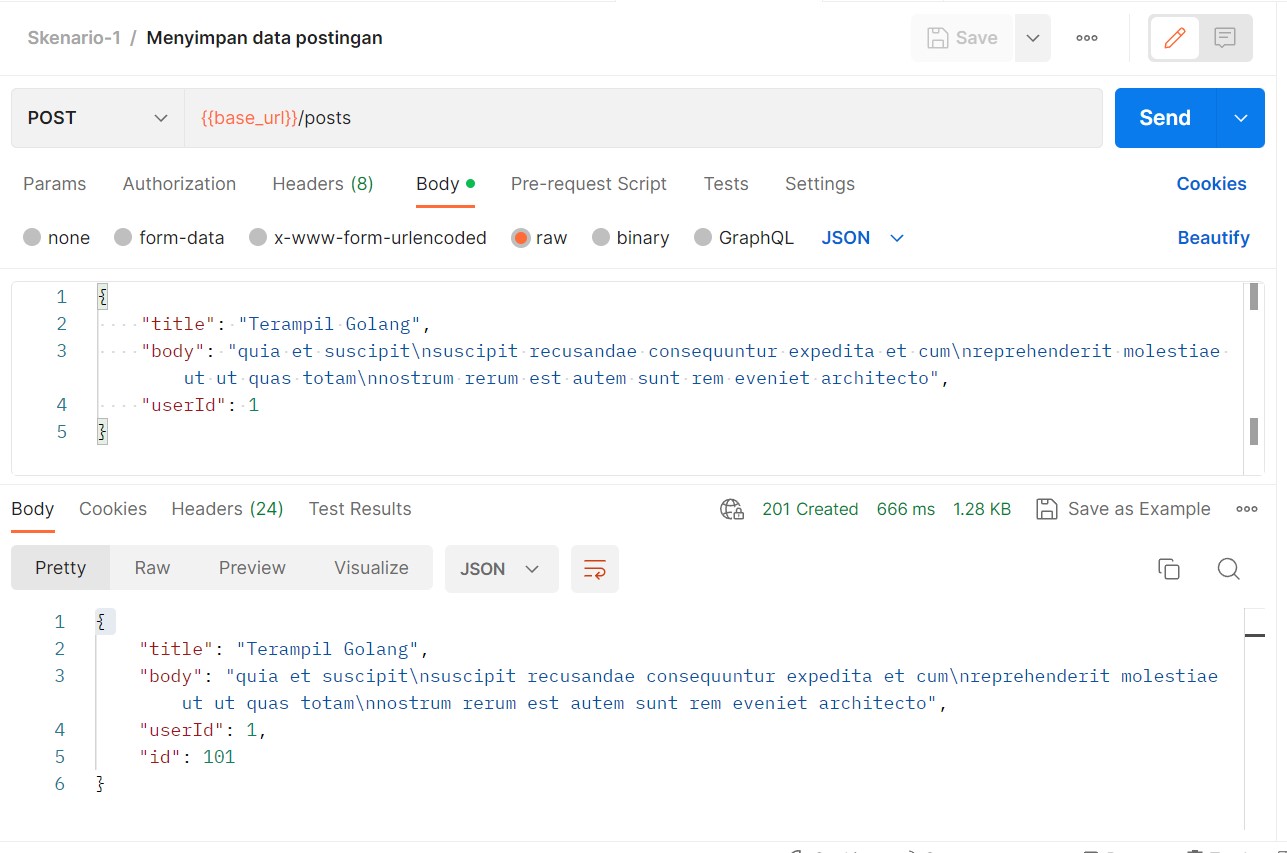 Skenario-1 / Menyimpan data postingan
Save
POST
{{base_url}}/posts
Send
Params Authorization Headers (8) Body Pre-request Script Tests Settings Cookies
none form-data x-www-form-urlencoded raw binary GraphQL JSON Beautify
1 {
2 "title": "Terampil Golang",
3 "body": "quia et suscipit\nsuscipit recusandae consequuntur expedita et cum\nreprehenderit molestiae
ut ut quas totam\nnostrum rerum est autem sunt rem eveniet architecto",
4 "userId": 1
5 }
Body Cookies Headers (24) Test Results 201 Created 666 ms 1.28 KB Save as Example
Pretty Raw Preview Visualize JSON
1 {
2 "title": "Terampil Golang",
3 "body": "quia et suscipit\nsuscipit recusandae consequuntur expedita et cum\nreprehenderit molestiae
ut ut quas totam\nnostrum rerum est autem sunt rem eveniet architecto",
4 "userId": 1,
5 "id": 101
6 }